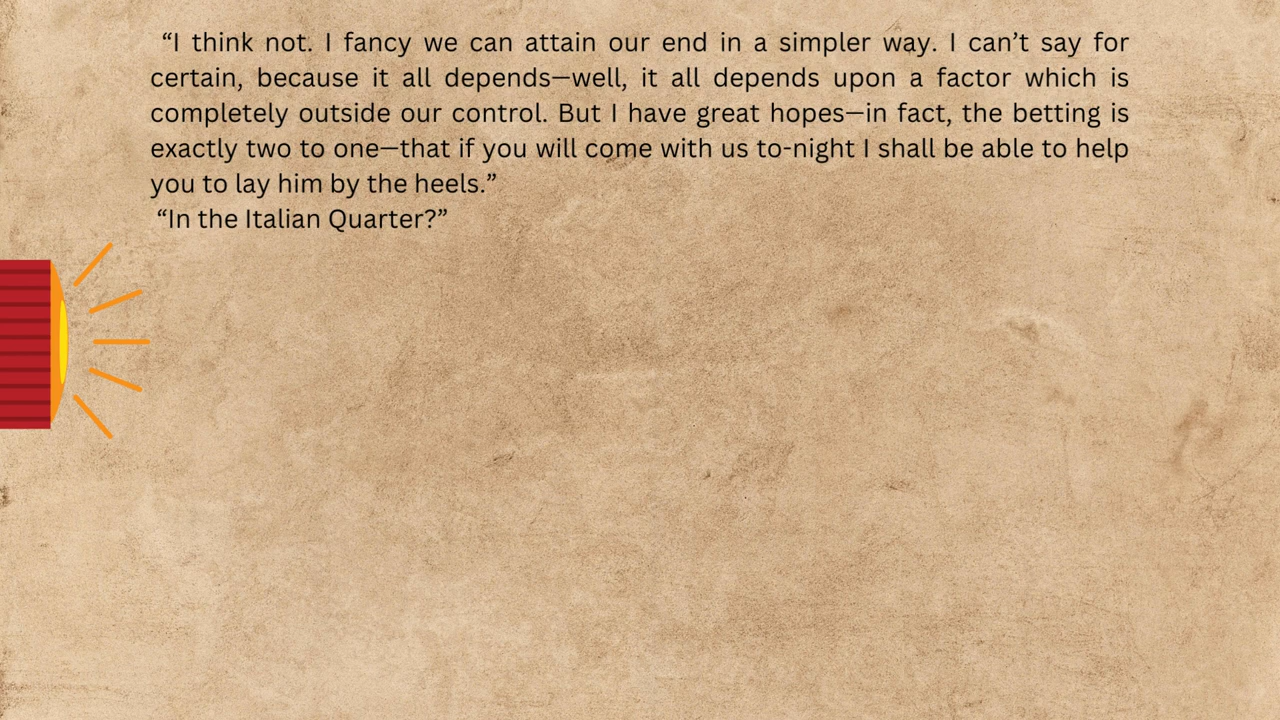 “I think not. I fancy we can attain our end in a simpler way. I can’t say for
certain, because it all depends—well, it all depends upon a factor which is
completely outside our control. But I have great hopes—in fact, the betting is
exactly two to one—that if you will come with us to-night I shall be able to help
you to lay him by the heels.”
“In the Italian Quarter?”